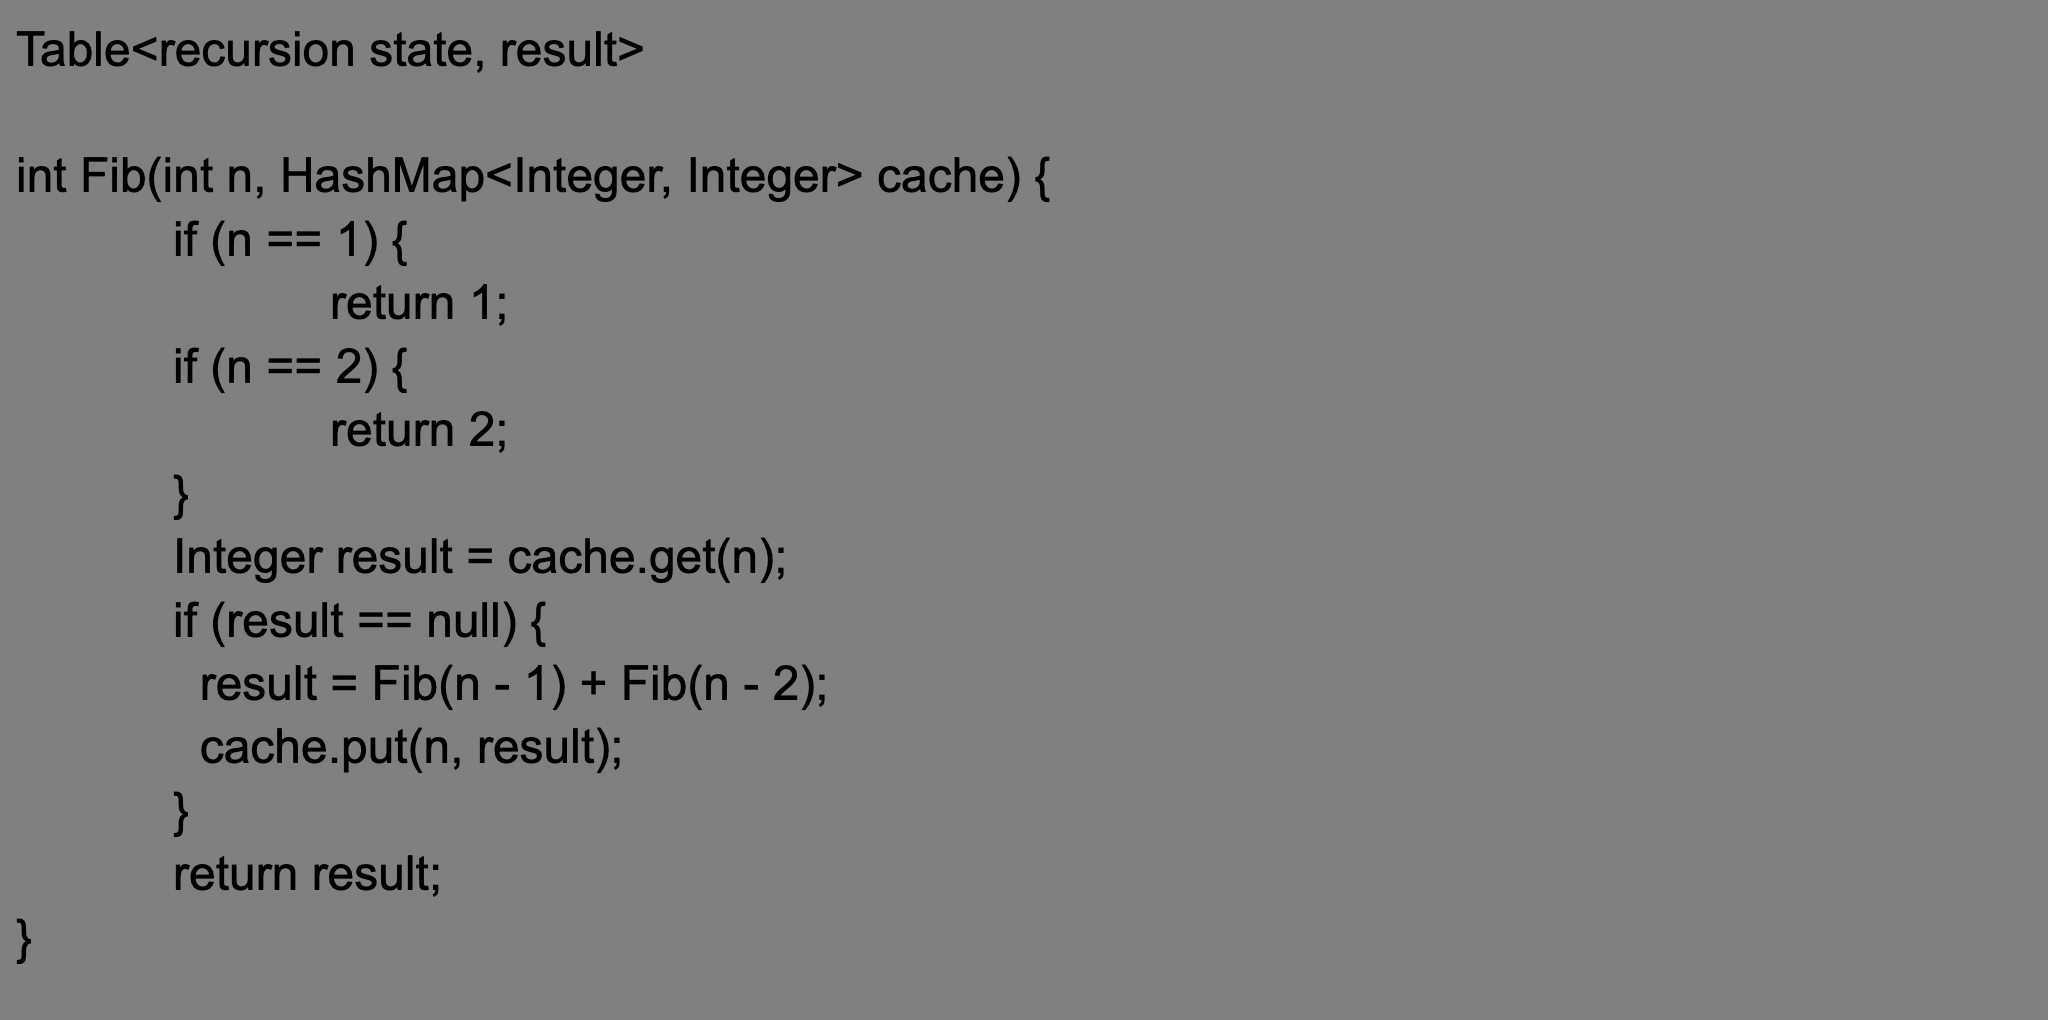 Table<recursion state, result>
int Fib(int n, HashMap<Integer, Integer> cache) {
if (n == 1) {
return 1;
if (n == 2) {
return 2;
}
Integer result = cache.get(n);
if (result == null) {
result = Fib(n - 1) + Fib(n - 2);
cache.put(n, result);
}
return result;
}